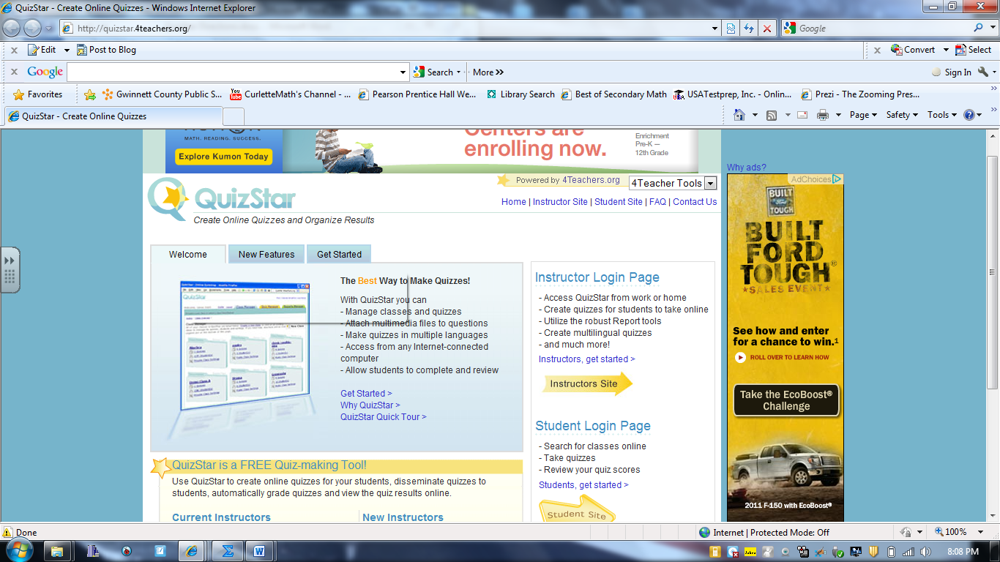 QuizStar - Create Online Quizzes - Windows Internet Explorer
http://quizstar.4teachers.org/
Google
Edit
Post to Blog
Convert
Select
Google
Search
More »
Sign In
Favorites
Gwinnett County Public S...
CurletteMath's Channel - ...
Pearson Prentice Hall We...
Library Search
Best of Secondary Math
USATestprep, Inc. - Onlin...
Prezi - The Zooming Pres...
QuizStar - Create Online Quizzes
Page
Safety
Tools
MATH. READING. SUCCESS.
Explore Kumon Today
Centers are
enrolling now.
Enrichment
Pre-K —
12th Grade
Why ads?
Powered by 4Teachers.org
4Teacher Tools
QuizStar
Create Online Quizzes and Organize Results
Home | Instructor Site | Student Site | FAQ | Contact Us
Welcome
New Features
Get Started
QuizStar
The Best Way to Make Quizzes!
With QuizStar you can
- Manage classes and quizzes
- Attach multimedia files to questions
- Make quizzes in multiple languages
- Access from any Internet-connected
computer
- Allow students to complete and review
Get Started >
Why QuizStar >
QuizStar Quick Tour >
Instructor Login Page
- Access QuizStar from work or home
- Create quizzes for students to take online
- Utilize the robust Report tools
- Create multilingual quizzes
- and much more!
Instructors, get started >
Instructors Site
Student Login Page
- Search for classes online
- Take quizzes
- Review your quiz scores
Students, get started >
Student Site
QuizStar is a FREE Quiz-making Tool!
Use QuizStar to create online quizzes for your students, disseminate quizzes to
students, automatically grade quizzes and view the quiz results online.
Current Instructors
New Instructors
AdChoices
BUILT
Ford
TOUGH
BUILT
FORD
TOUGH®
★SALES EVENT★
See how and enter
for a chance to win.¹
ROLL OVER TO LEARN HOW
Take the EcoBoost®
Challenge
2011 F-150 with EcoBoost®
Done
Internet | Protected Mode: Off
100%
8:08 PM